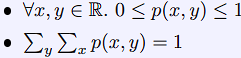 • ∀x, y ∈ ℝ. 0 ≤ p(x, y) ≤ 1
• ∑_y ∑_x p(x, y) = 1